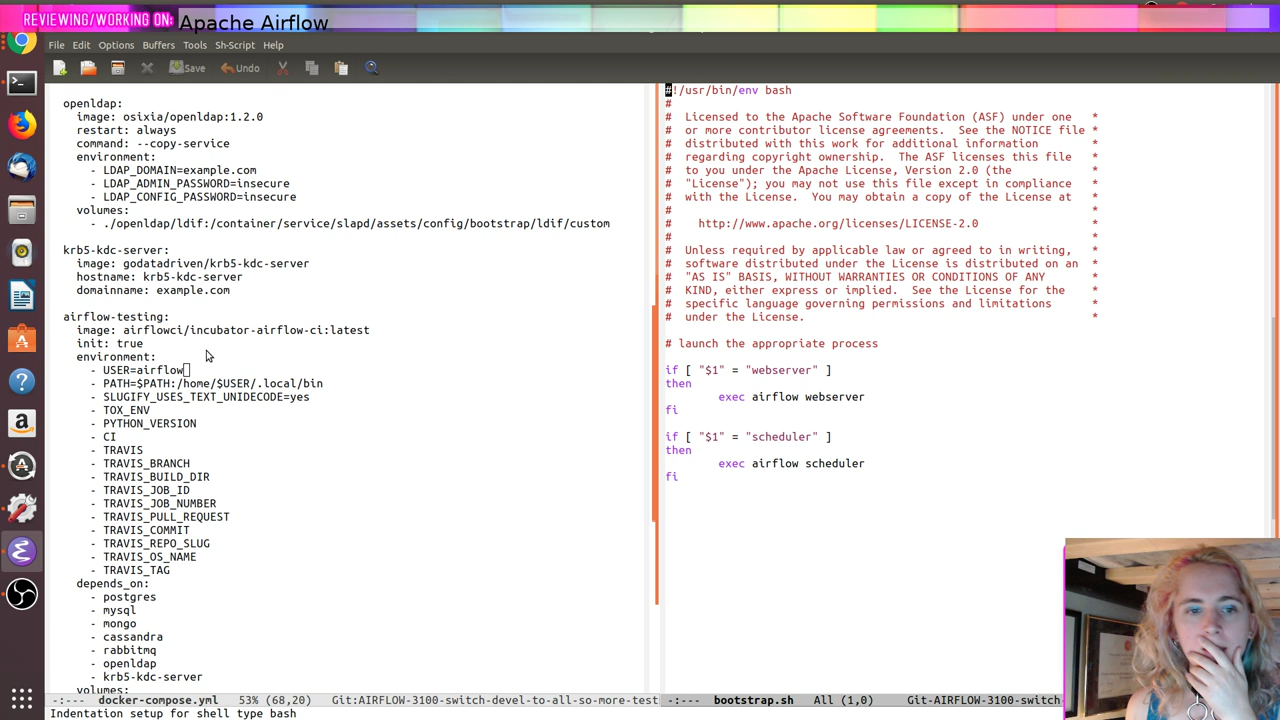 REVIEWING/WORKING ON: Apache Airflow
File Edit Options Buffers Tools Sh-Script Help
Save Undo
openldap:
image: osixia/openldap:1.2.0
restart: always
command: --copy-service
environment:
- LDAP_DOMAIN=example.com
- LDAP_ADMIN_PASSWORD=insecure
- LDAP_CONFIG_PASSWORD=insecure
volumes:
- ./openldap/ldif:/container/service/slapd/assets/config/bootstrap/ldif/custom
krb5-kdc-server:
image: godatadriven/krb5-kdc-server
hostname: krb5-kdc-server
domainname: example.com
airflow-testing:
image: airflowci/incubator-airflow-ci:latest
init: true
environment:
- USER=airflow
- PATH=$PATH:/home/$USER/.local/bin
- SLUGIFY_USES_TEXT_UNIDECODE=yes
- TOX_ENV
- PYTHON_VERSION
- CI
- TRAVIS
- TRAVIS_BRANCH
- TRAVIS_BUILD_DIR
- TRAVIS_JOB_ID
- TRAVIS_JOB_NUMBER
- TRAVIS_PULL_REQUEST
- TRAVIS_COMMIT
- TRAVIS_REPO_SLUG
- TRAVIS_OS_NAME
- TRAVIS_TAG
depends_on:
- postgres
- mysql
- mongo
- cassandra
- rabbitmq
- openldap
- krb5-kdc-server
volumes:
-:--- docker-compose.yml 53% (68,20) Git:AIRFLOW-3100-switch-devel-to-all-so-more-test
#!/usr/bin/env bash
#
# Licensed to the Apache Software Foundation (ASF) under one *
# or more contributor license agreements. See the NOTICE file *
# distributed with this work for additional information *
# regarding copyright ownership. The ASF licenses this file *
# to you under the Apache License, Version 2.0 (the *
# "License"); you may not use this file except in compliance *
# with the License. You may obtain a copy of the License at *
# *
# http://www.apache.org/licenses/LICENSE-2.0 *
# *
# Unless required by applicable law or agreed to in writing, *
# software distributed under the License is distributed on an *
# "AS IS" BASIS, WITHOUT WARRANTIES OR CONDITIONS OF ANY *
# KIND, either express or implied. See the License for the *
# specific language governing permissions and limitations *
# under the License. *
# launch the appropriate process
if [ "$1" = "webserver" ]
then
exec airflow webserver
fi
if [ "$1" = "scheduler" ]
then
exec airflow scheduler
fi
-:--- bootstrap.sh All (1,0) Git:AIRFLOW-3100-switch-
Indentation setup for shell type bash